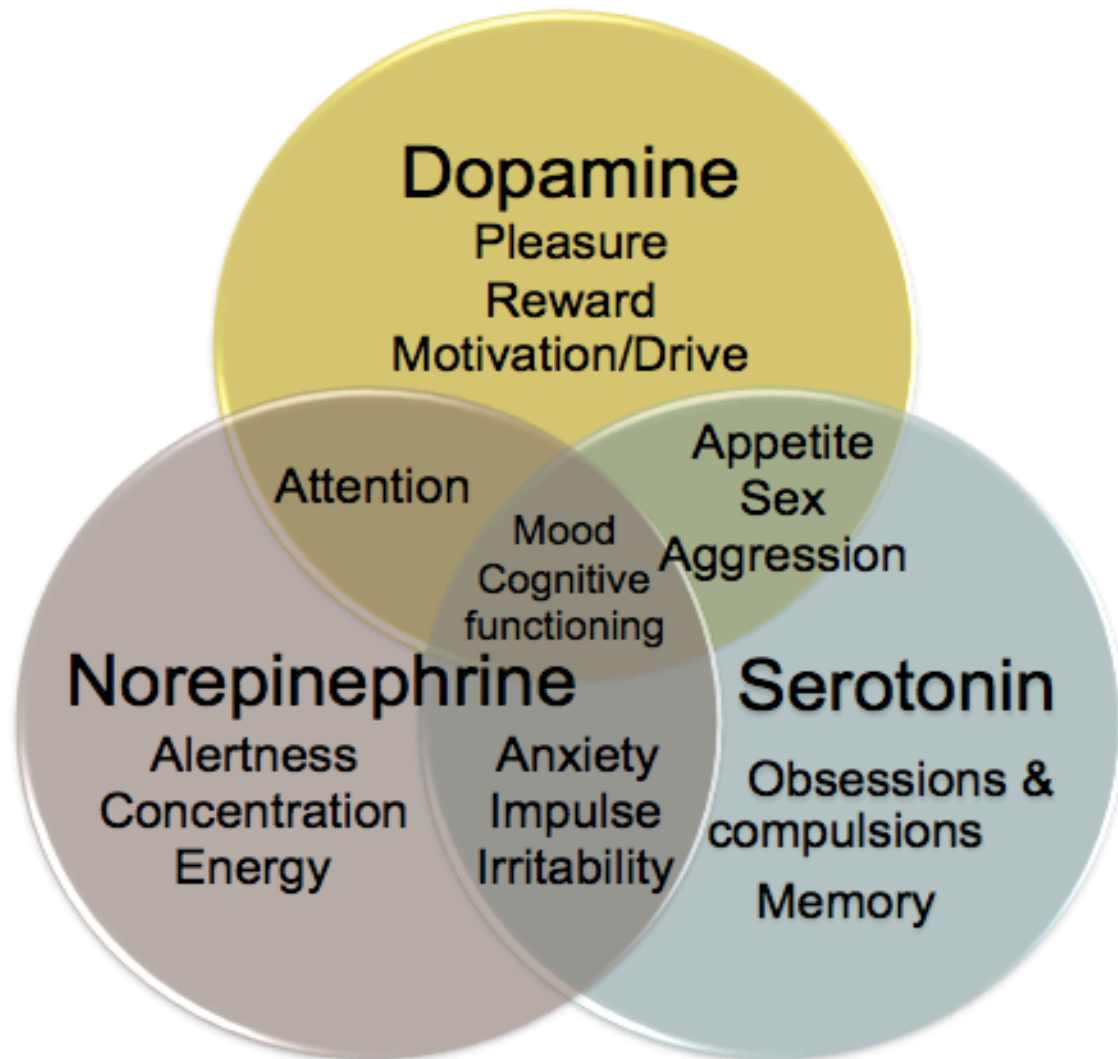 Dopamine
Pleasure
Reward
Motivation/Drive
Attention
Appetite
Sex
Aggression
Mood
Cognitive
functioning
Norepinephrine
Alertness
Concentration
Energy
Anxiety
Impulse
Irritability
Serotonin
Obsessions &
compulsions
Memory